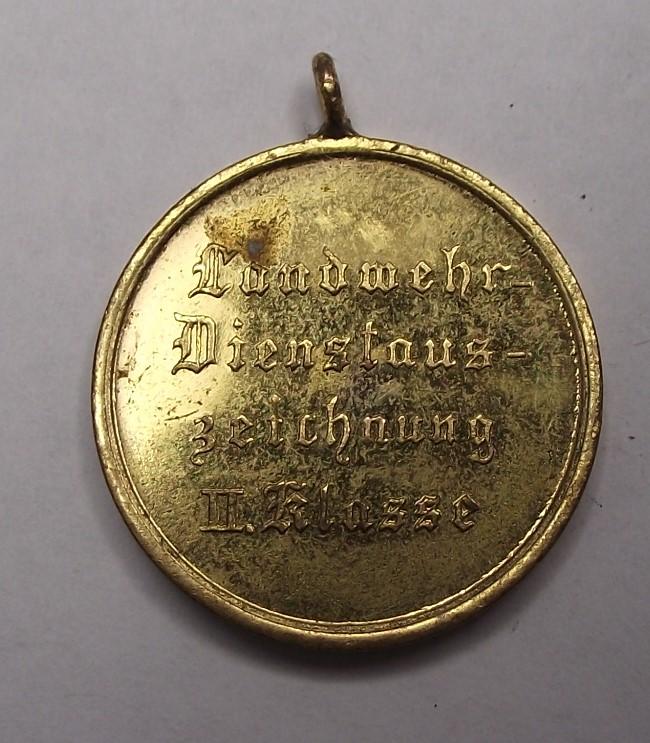 Landwehr-
Dienstaus-
zeichnung
II. Klasse